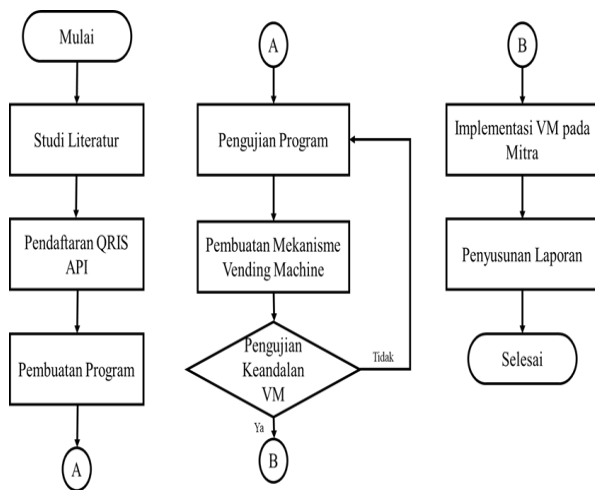 Mulai
Studi Literatur
Pendaftaran QRIS
API
Pembuatan Program
A
A
Pengujian Program
Pembuatan Mekanisme
Vending Machine
Pengujian
Keandalan
VM
Tidak
Ya
B
B
Implementasi VM pada
Mitra
Penyusunan Laporan
Selesai